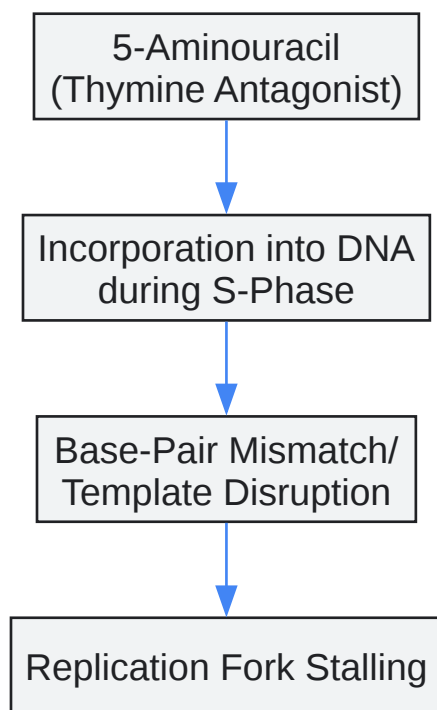 5-Aminouracil
(Thymine Antagonist)
Incorporation into DNA
during S-Phase
Base-Pair Mismatch/
Template Disruption
Replication Fork Stalling